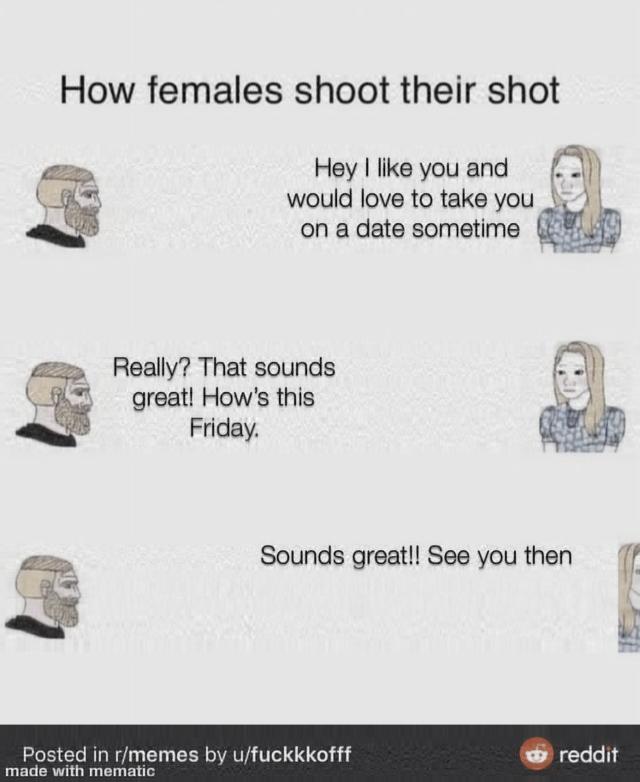 How females shoot their shot
Hey I like you and
would love to take you
on a date sometime
Really? That sounds
great! How's this
Friday.
Sounds great!! See you then
Posted in r/memes by u/fuckkkofff
reddit
made with mematic